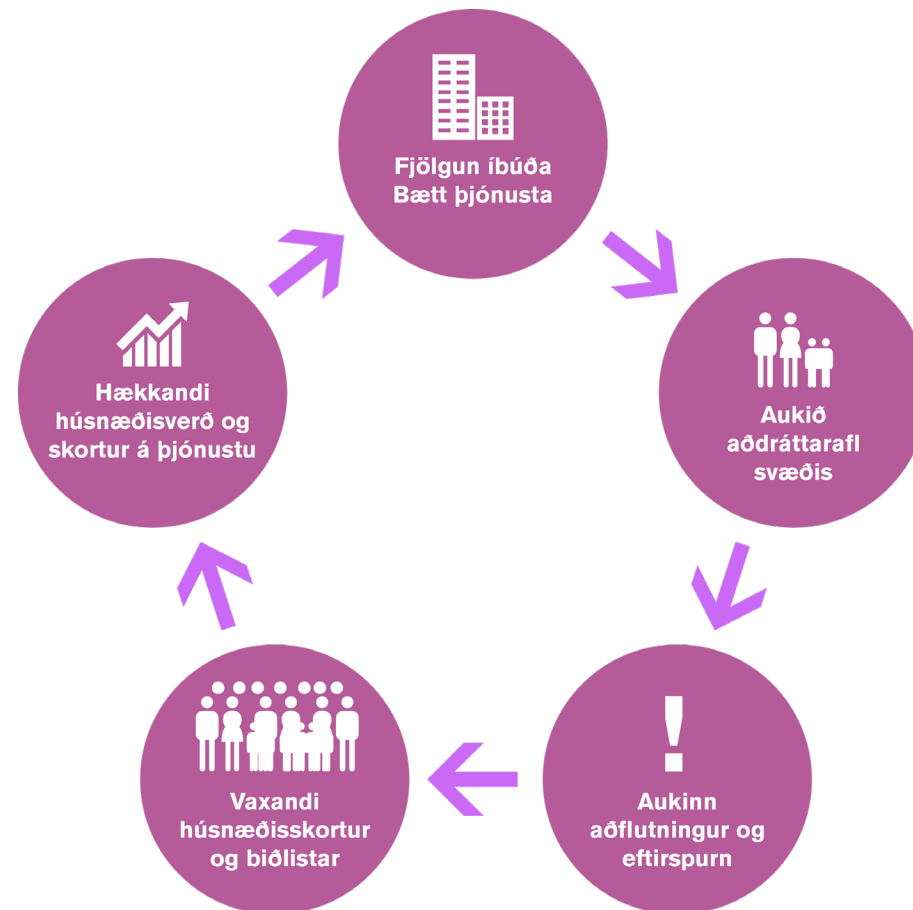 Fjölgun íbúða
Bætt þjónusta
Aukið
aðdráttarafl
svæðis
Aukinn
aðflutningur og
eftirspurn
Vaxandi
húsnæðisskortur
og biðlistar
Hækkandi
húsnæðisverð og
skortur á þjónustu